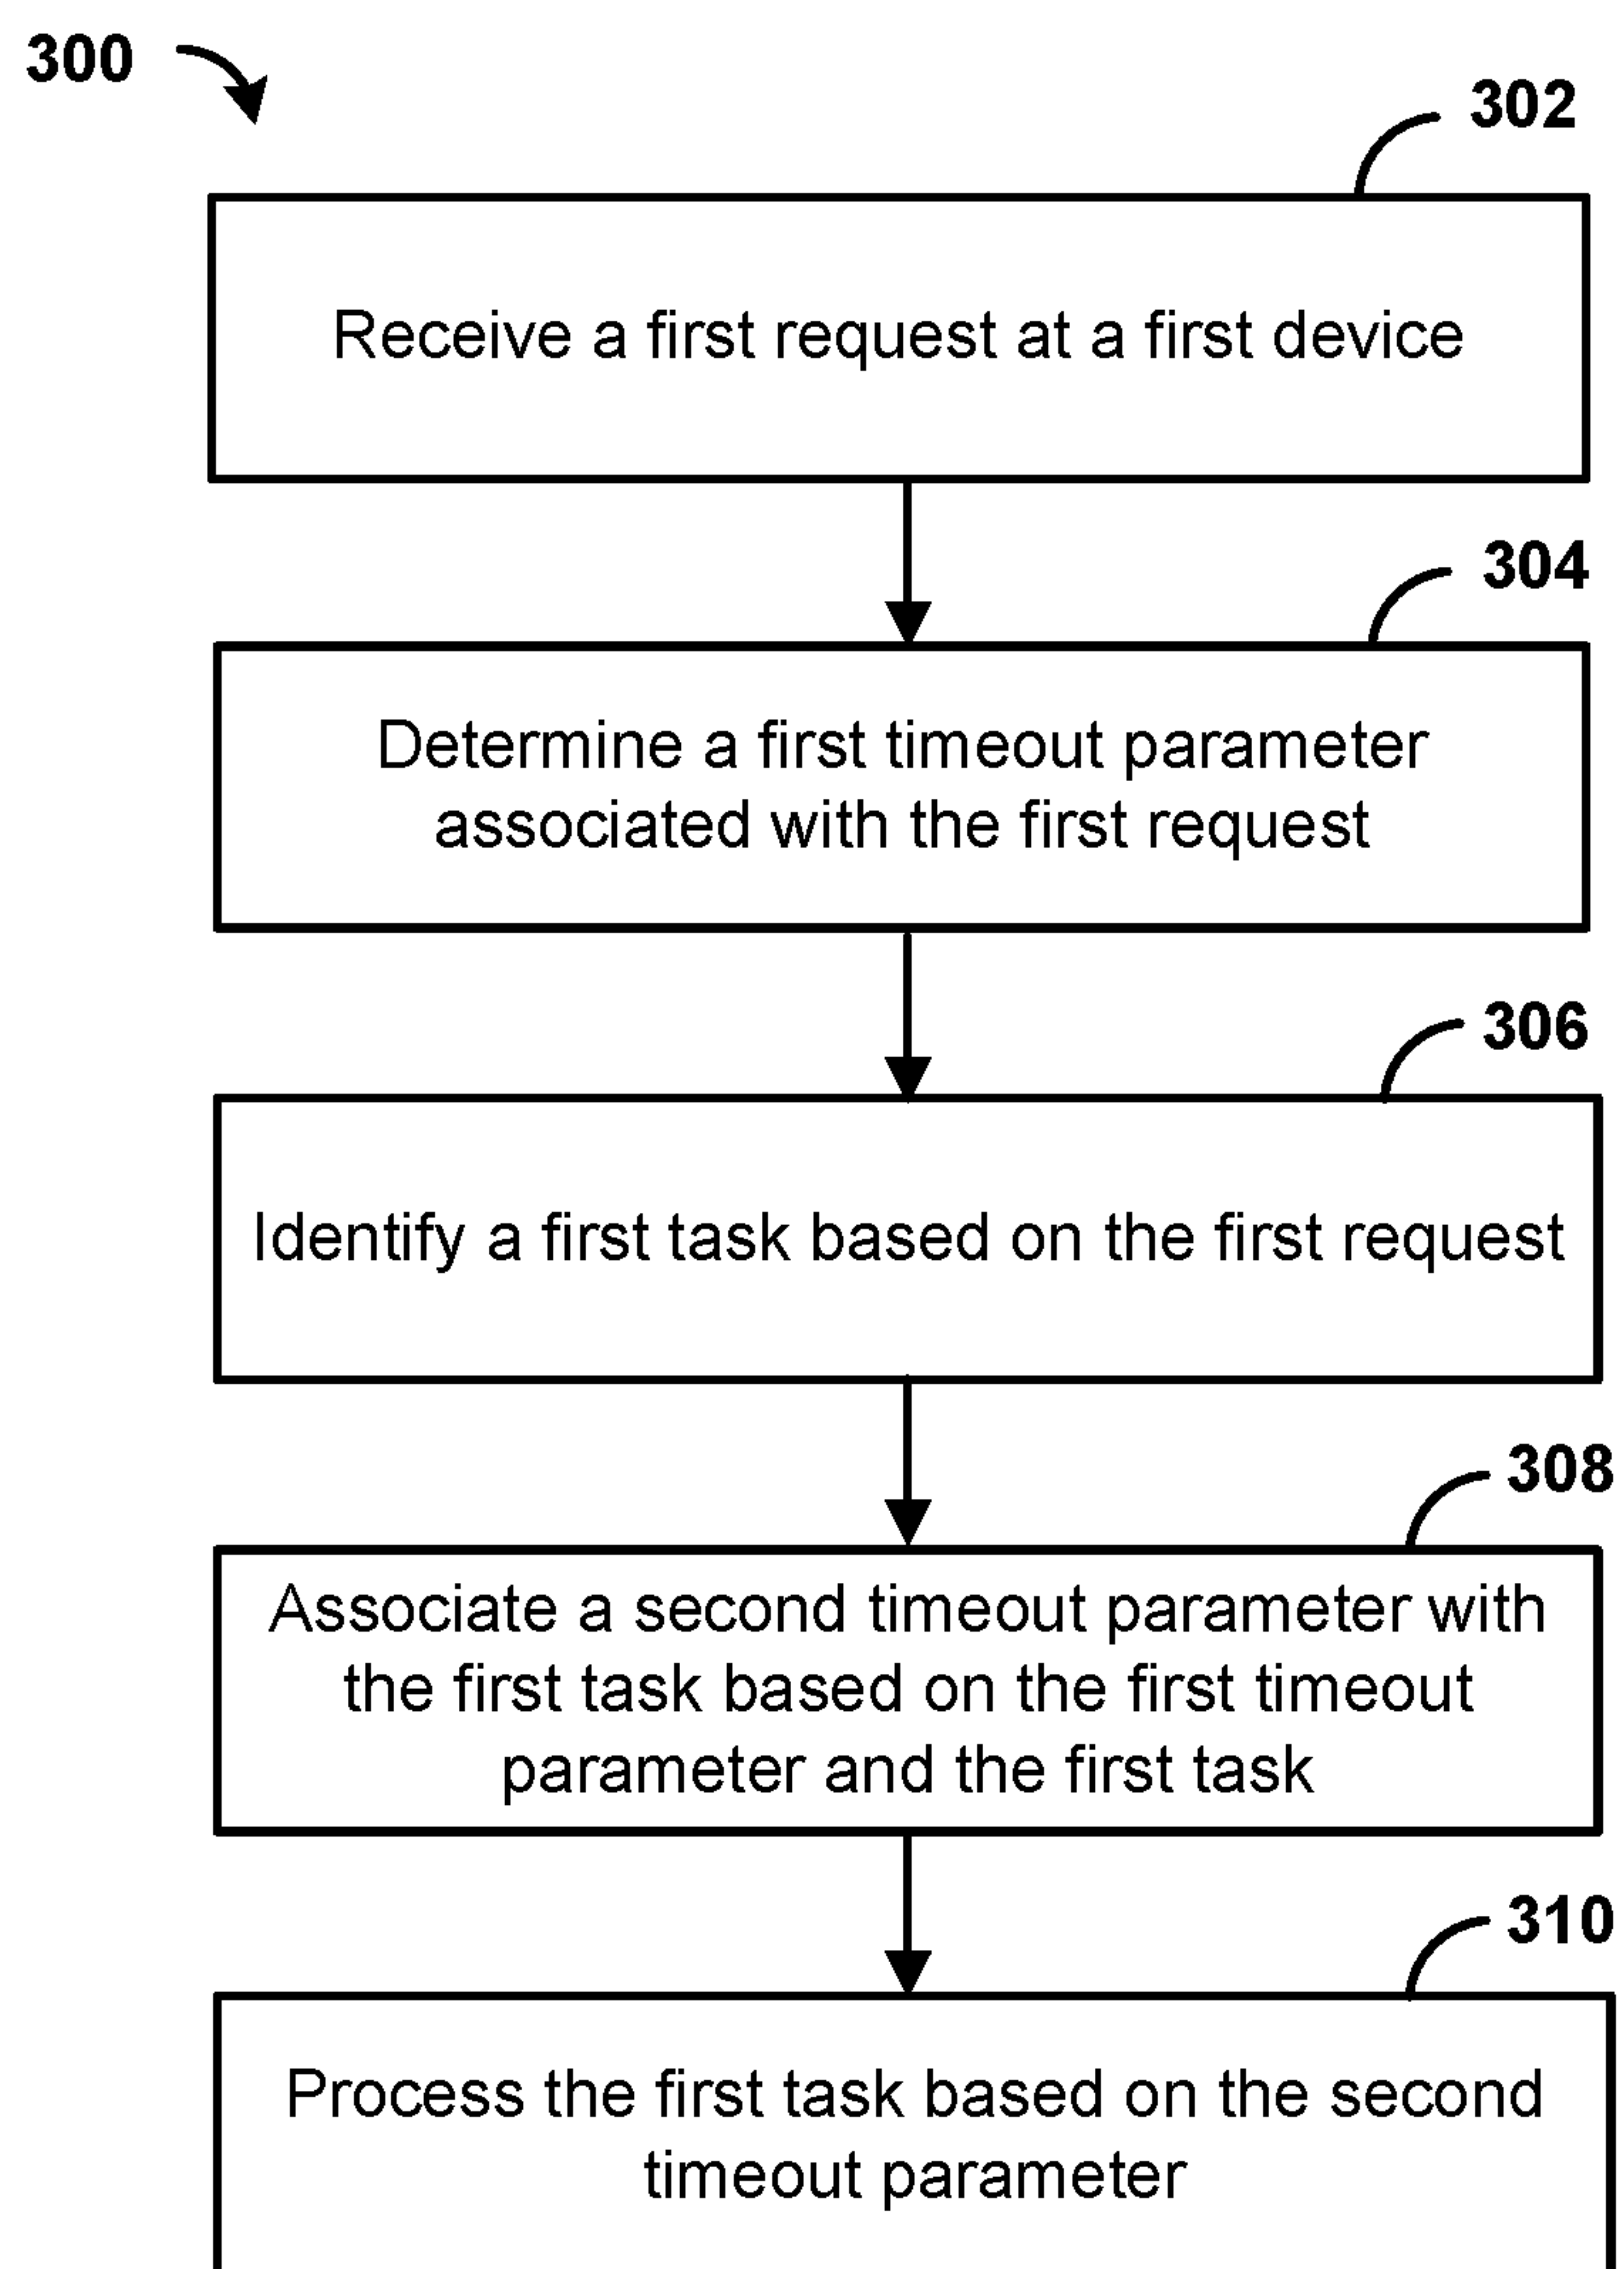 300
302
Receive a first request at a first device
304
Determine a first timeout parameter
associated with the first request
306
Identify a first task based on the first request
308
Associate a second timeout parameter with
the first task based on the first timeout
parameter and the first task
310
Process the first task based on the second
timeout parameter